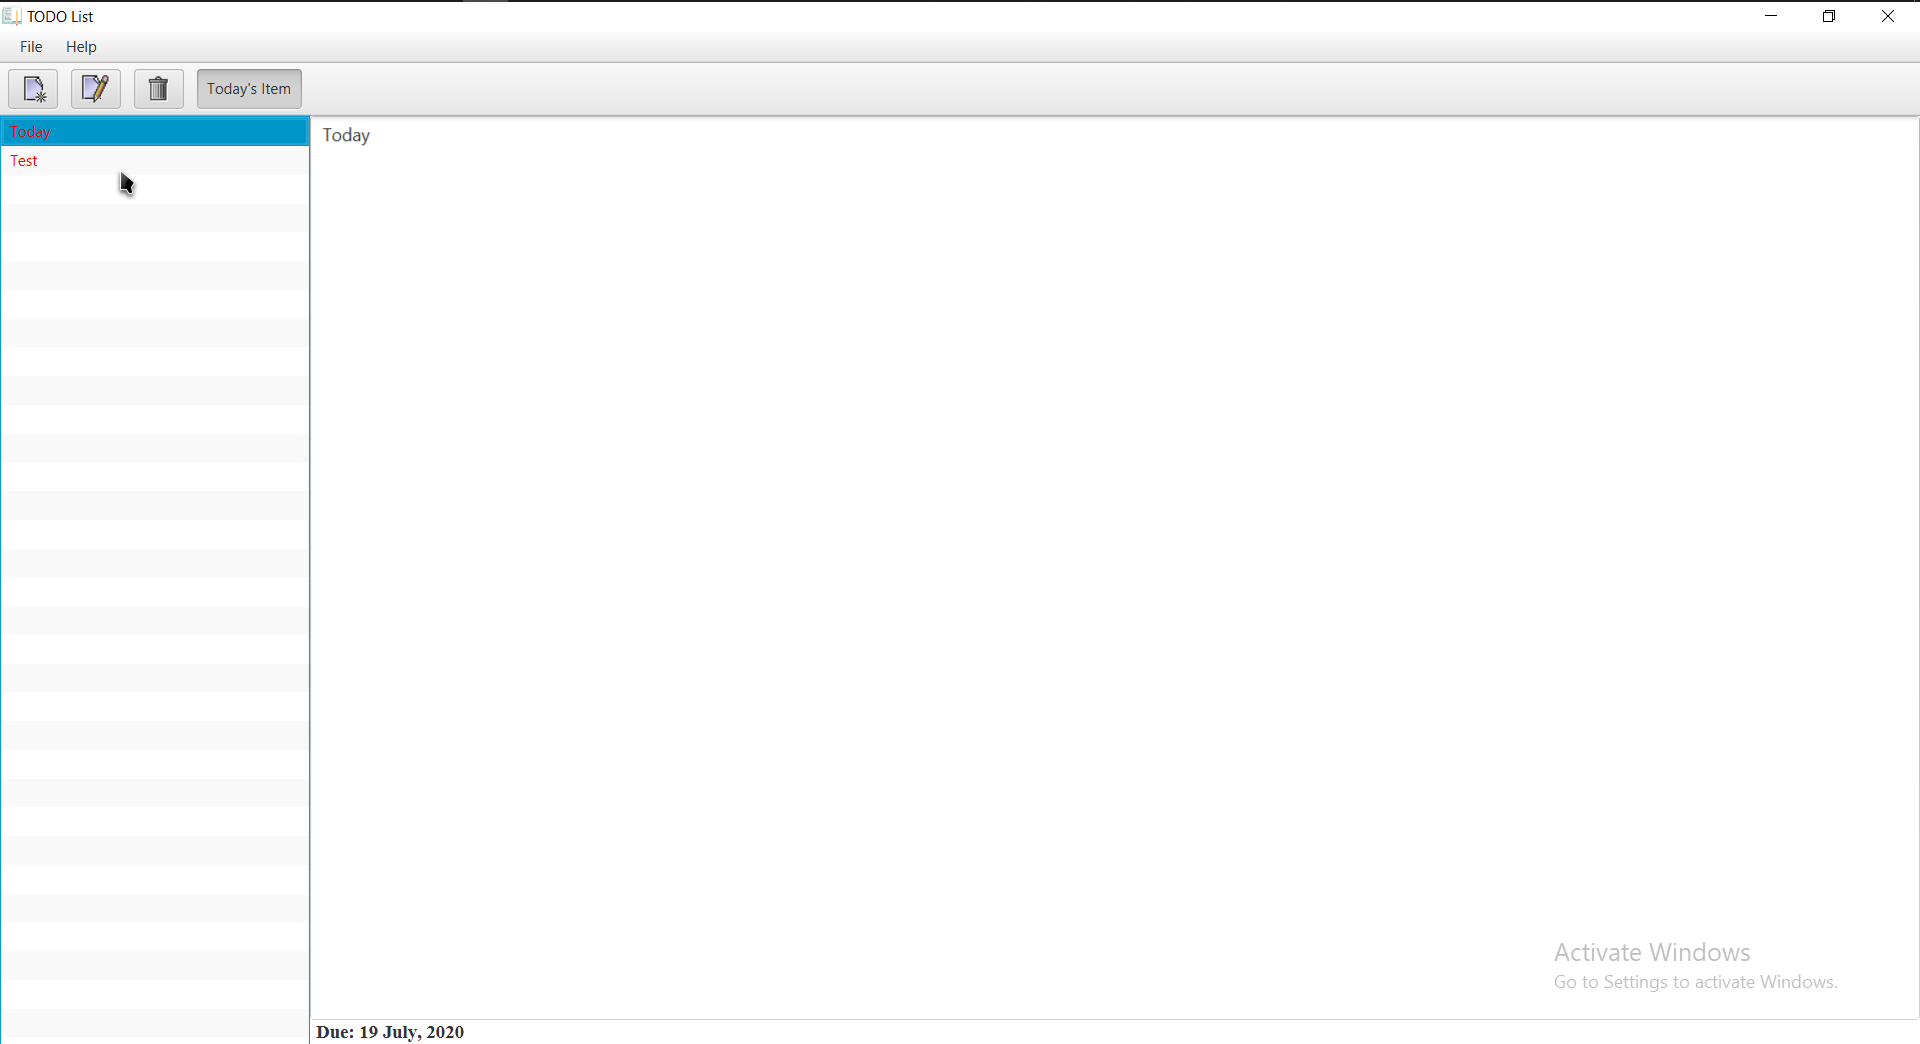 TODO List
File Help
Today's Item
Today
Test
Today
Due: 19 July, 2020
Activate Windows
Go to Settings to activate Windows.